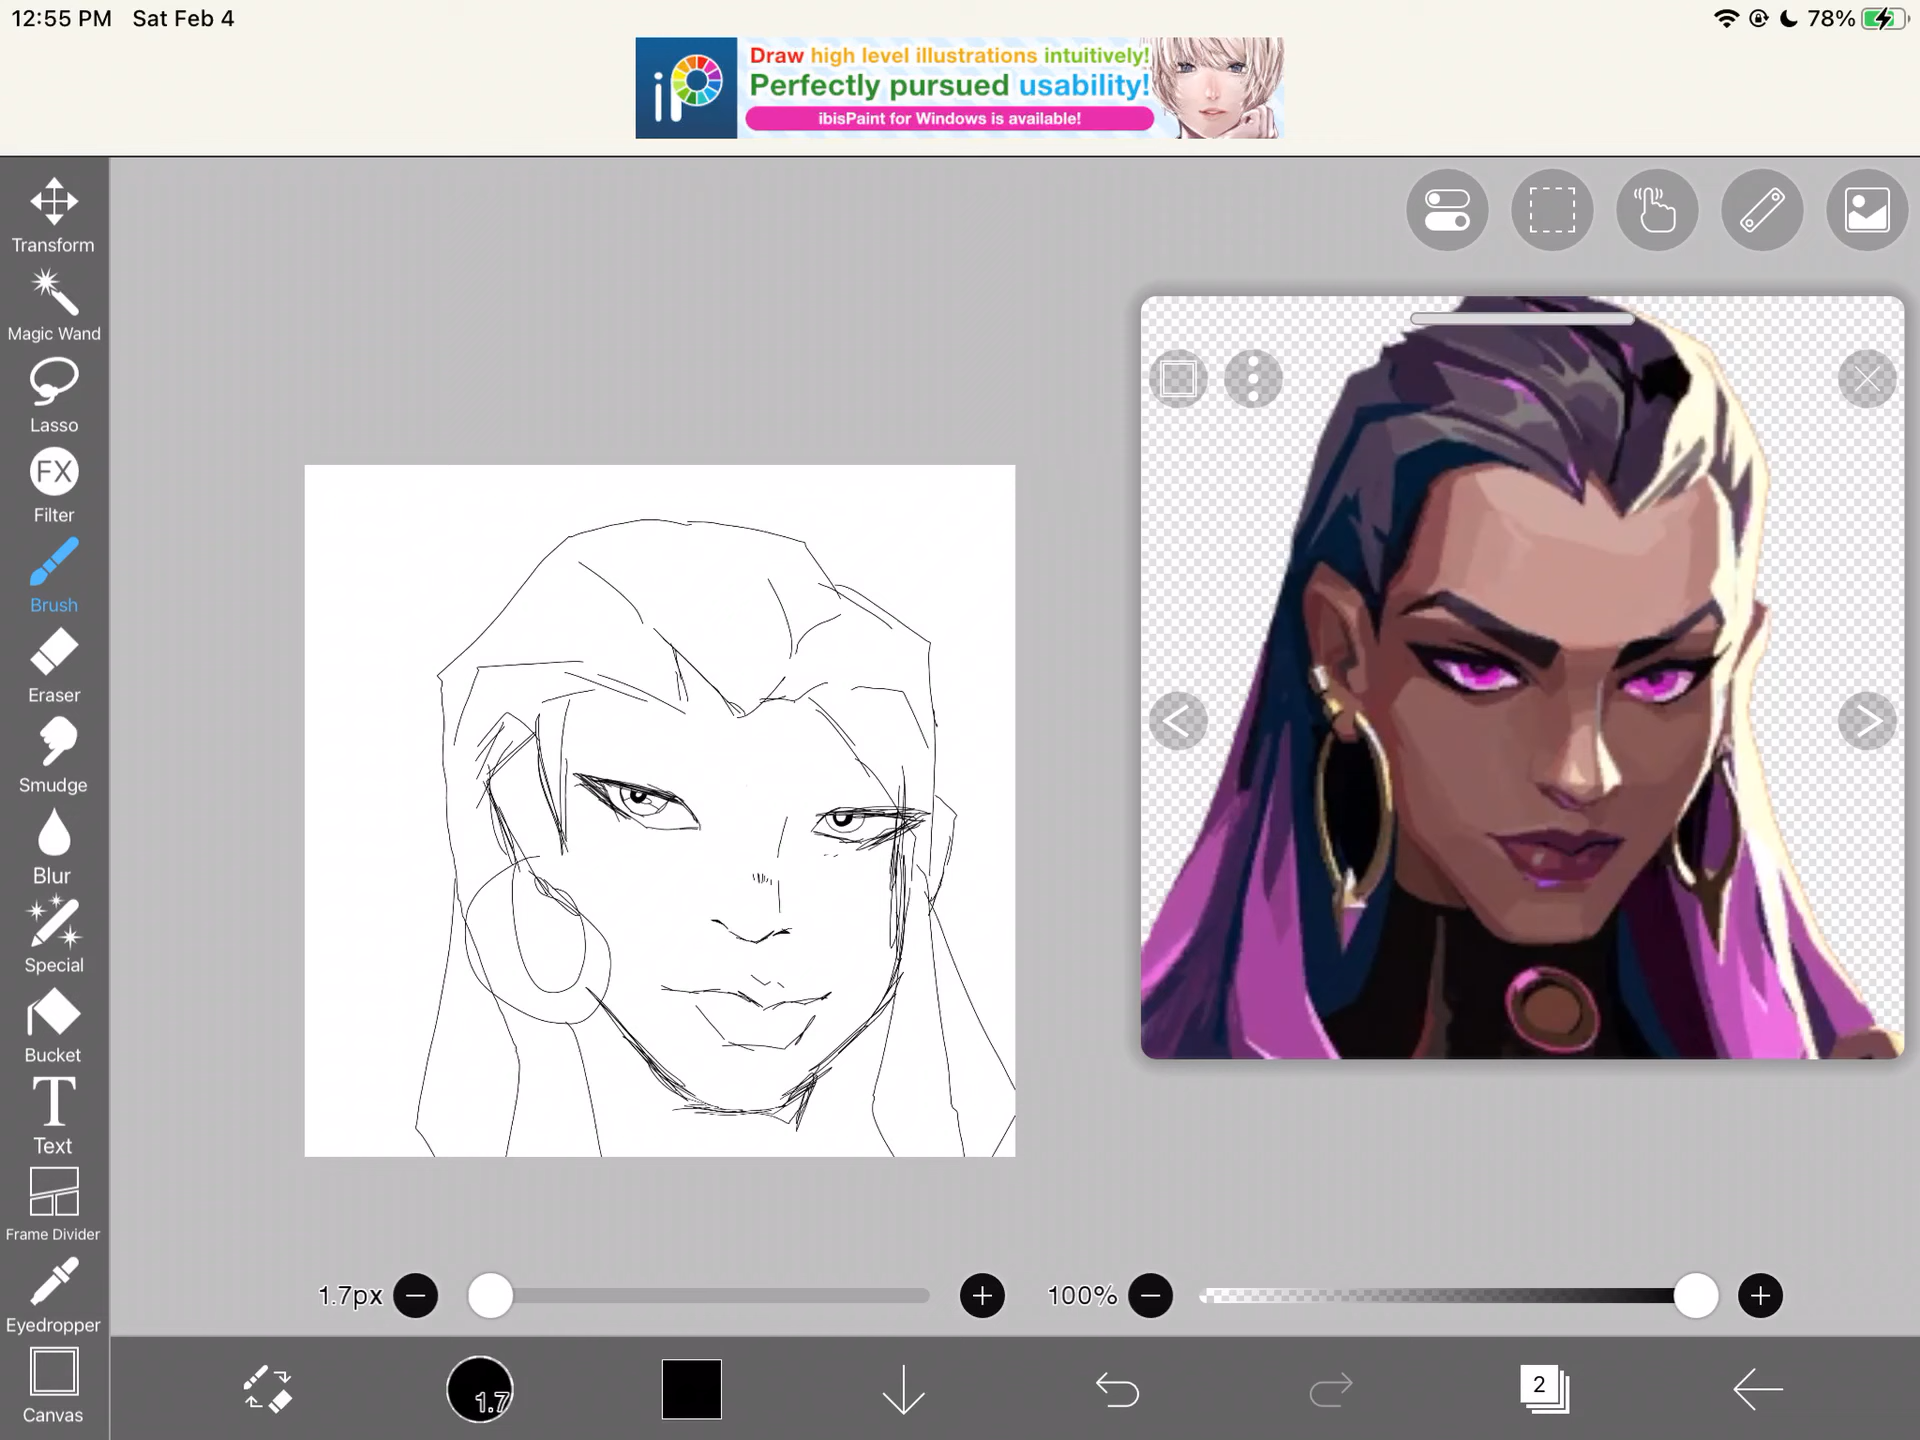 12:55 PM Sat Feb 4 78%
iP
Draw high level illustrations intuitively!
Perfectly pursued usability!
ibisPaint for Windows is available!
Transform
Magic Wand
Lasso
FX
Filter
Brush
Eraser
Smudge
Blur
Special
Bucket
T
Text
Frame Divider
Eyedropper
Canvas
1.7px 100%
1.7 2